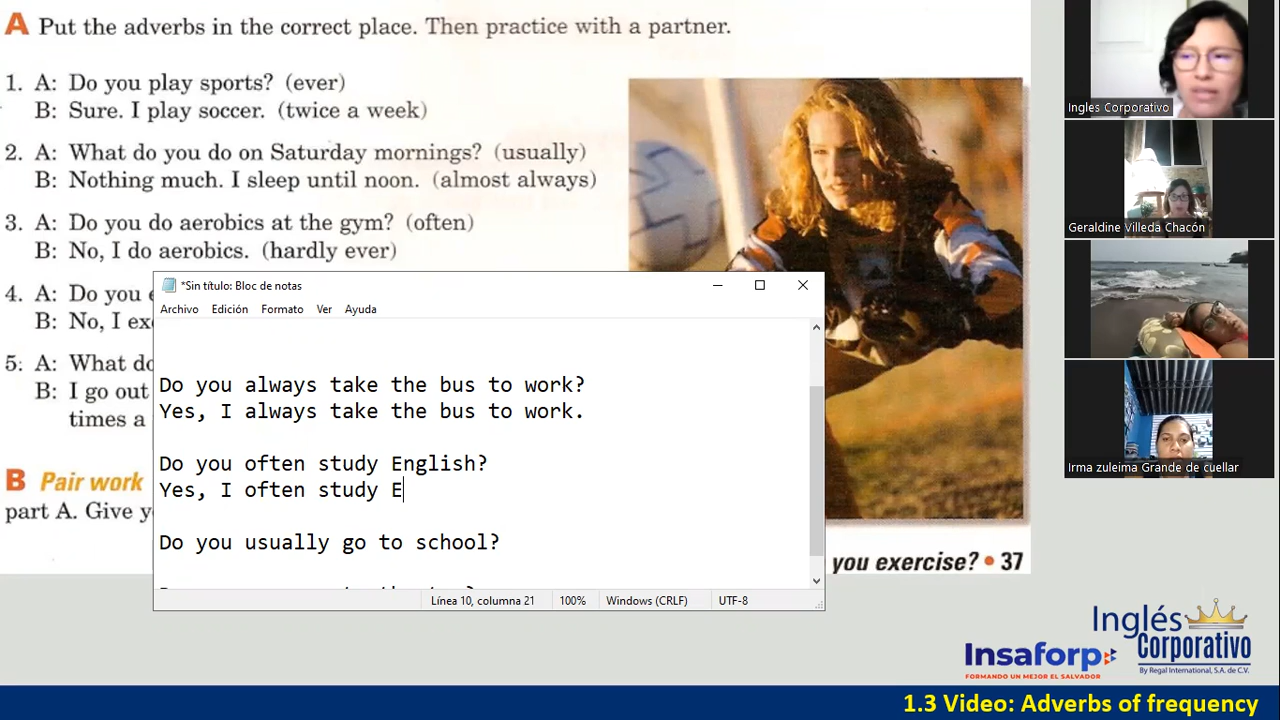 A Put the adverbs in the correct place. Then practice with a partner.
1. A: Do you play sports? (ever)
B: Sure. I play soccer. (twice a week)
2. A: What do you do on Saturday mornings? (usually)
B: Nothing much. I sleep until noon. (almost always)
3. A: Do you do aerobics at the gym? (often)
B: No, I do aerobics. (hardly ever)
4. A: Do you
B: No, I
5: A: What do
B: I go out
times a
B Pair work
part A. Give
you exercise? • 37
*Sin título: Bloc de notas
Archivo Edición Formato Ver Ayuda
Do you always take the bus to work?
Yes, I always take the bus to work.
Do you often study English?
Yes, I often study E
Do you usually go to school?
Línea 10, columna 21 100% Windows (CRLF) UTF-8
Ingles Corporativo
Geraldine Villeda Chacón
Irma zuleima Grande de cuellar
Insaforp
FORMANDO UN MEJOR EL SALVADOR
Inglés
Corporativo
By Regal International, S.A. de C.V.
1.3 Video: Adverbs of frequency